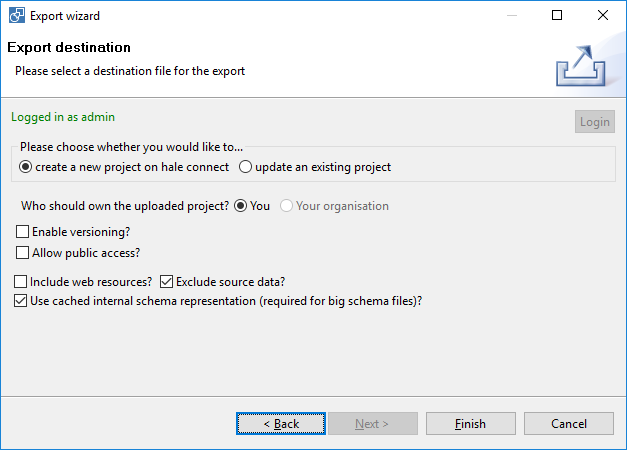 Export wizard
Export destination
Please select a destination file for the export
Logged in as admin
Login
Please choose whether you would like to...
create a new project on hale connect update an existing project
Who should own the uploaded project? You Your organisation
Enable versioning?
Allow public access?
Include web resources? Exclude source data?
Use cached internal schema representation (required for big schema files)?
< Back Next > Finish Cancel